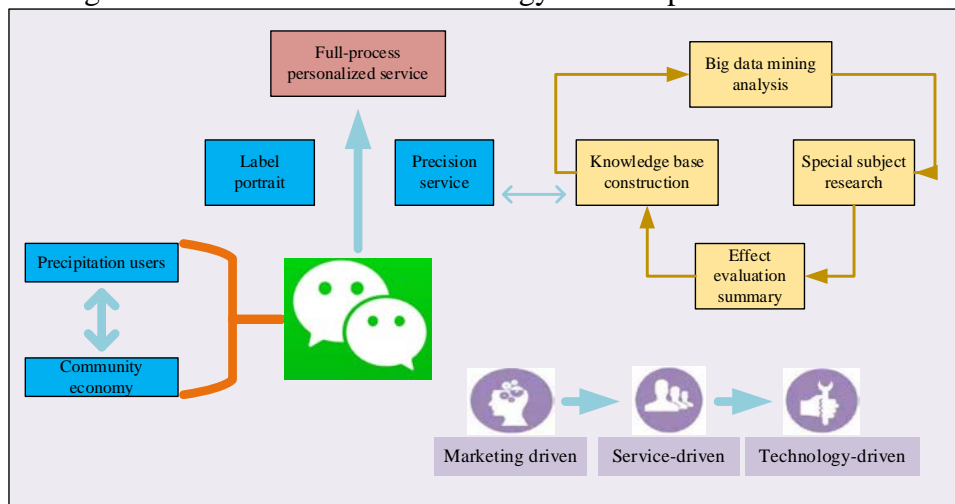 Full-process
personalized service
Big data mining
analysis
Label
portrait
Precision
service
Knowledge base
construction
Special subject
research
Precipitation users
Effect
evaluation
summary
Community
economy
Marketing driven
Service-driven
Technology-driven